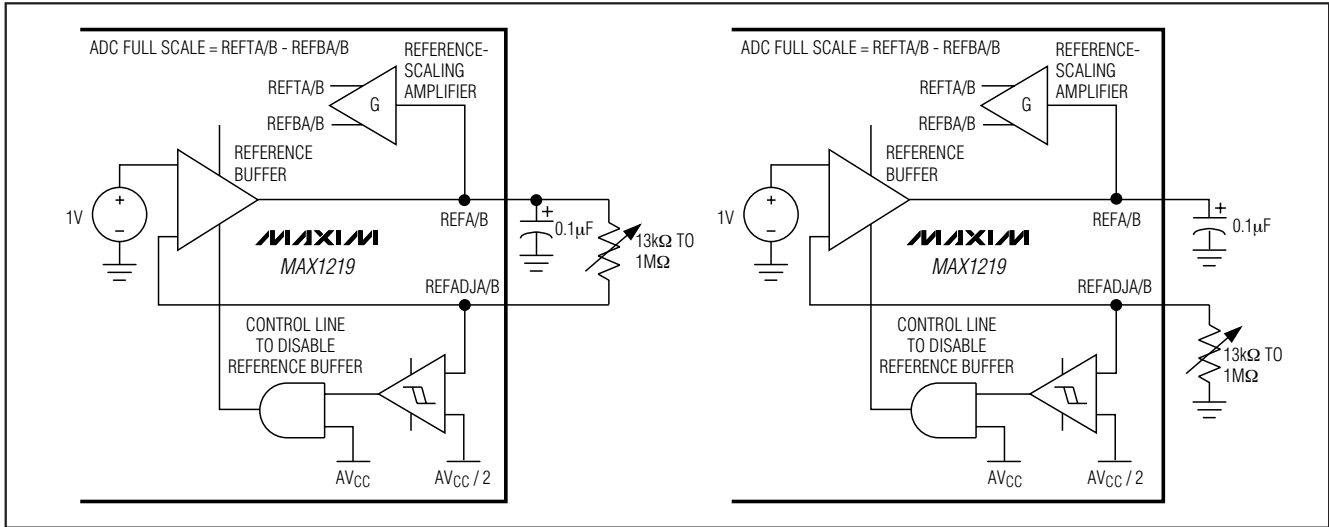 ADC FULL SCALE = REFTA/B - REFBA/B
REFERENCE-
SCALING
AMPLIFIER
REFTA/B
G
REFBA/B
REFERENCE
BUFFER
1V
+
−
REFA/B
+
0.1µF
MAXIM
MAX1219
13kΩ TO
1MΩ
REFADJA/B
CONTROL LINE
TO DISABLE
REFERENCE BUFFER
AVCC
AVCC / 2
ADC FULL SCALE = REFTA/B - REFBA/B
REFERENCE-
SCALING
AMPLIFIER
REFTA/B
G
REFBA/B
REFERENCE
BUFFER
1V
+
−
REFA/B
+
0.1µF
MAXIM
MAX1219
REFADJA/B
13kΩ TO
1MΩ
CONTROL LINE
TO DISABLE
REFERENCE BUFFER
AVCC
AVCC / 2